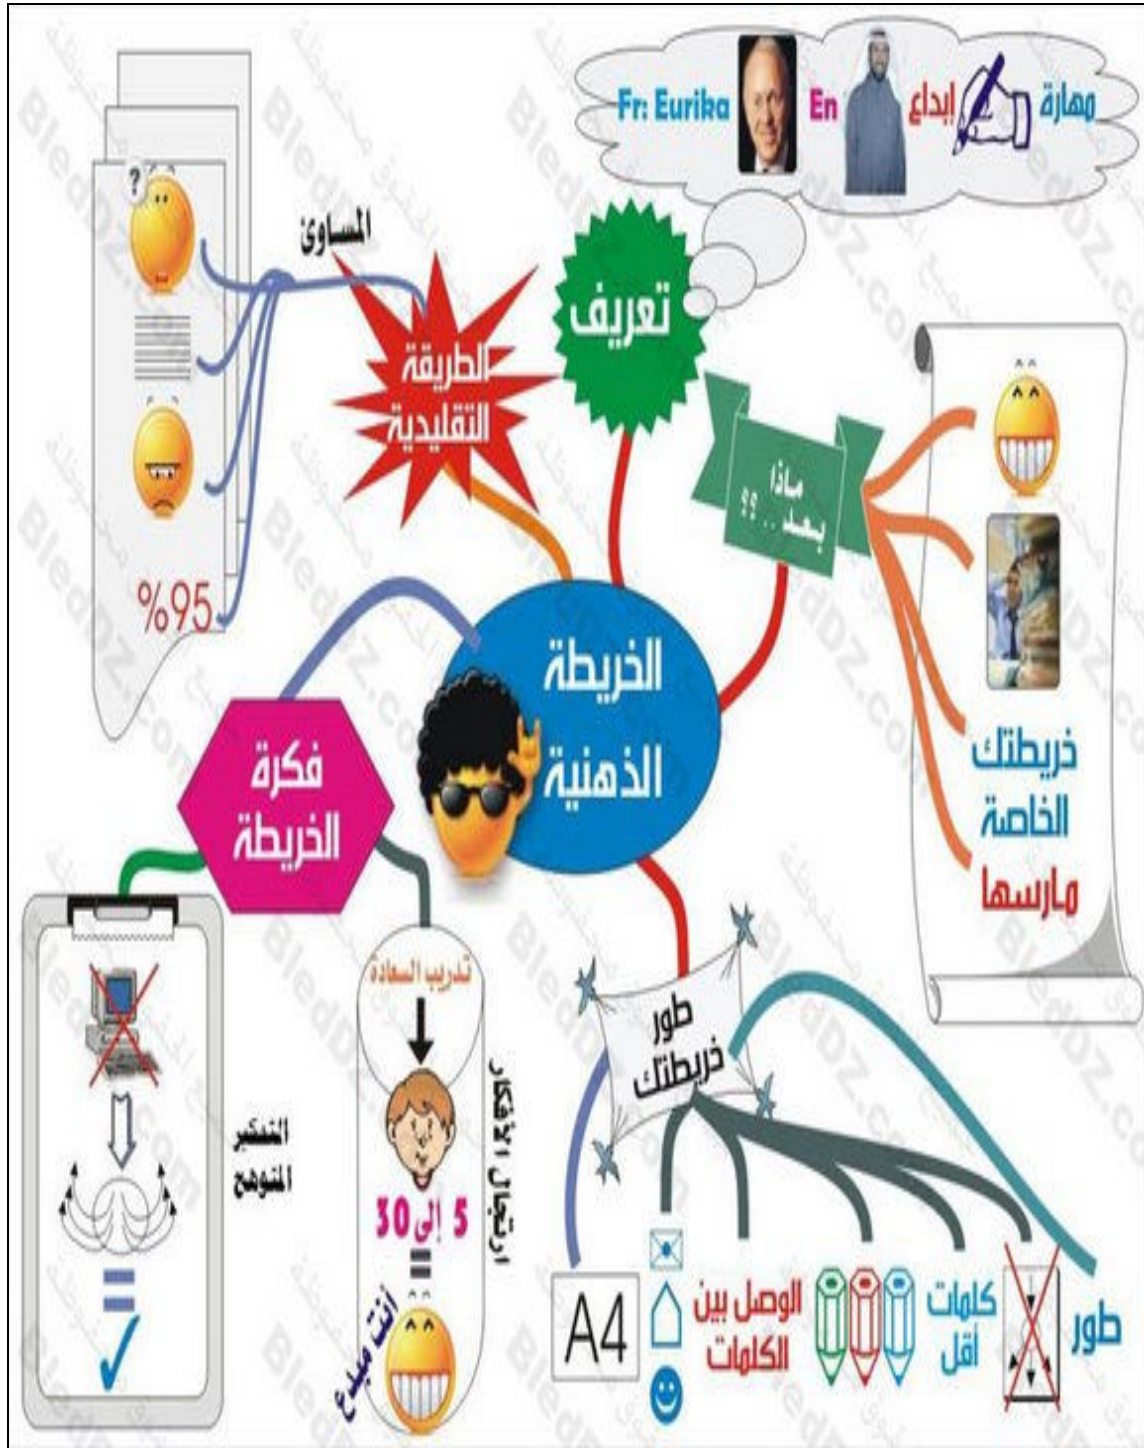 مهارة
إبداع
En
Fr: Eurika
تعريف
المساوئ
?
%95
الطريقة
التقليدية
ماذا
بعد .. ؟؟
خريطتك
الخاصة
مارسها
الخريطة
الذهنية
فكرة
الخريطة
تدريب السعادة
ارتجال الأفكار
5 إلى 30
=
أنت مبدع
التفكير
المتوهج
=
طور
خريطتك
A4
الوصل بين
الكلمات
كلمات
أقل
طور
BledDZ.com